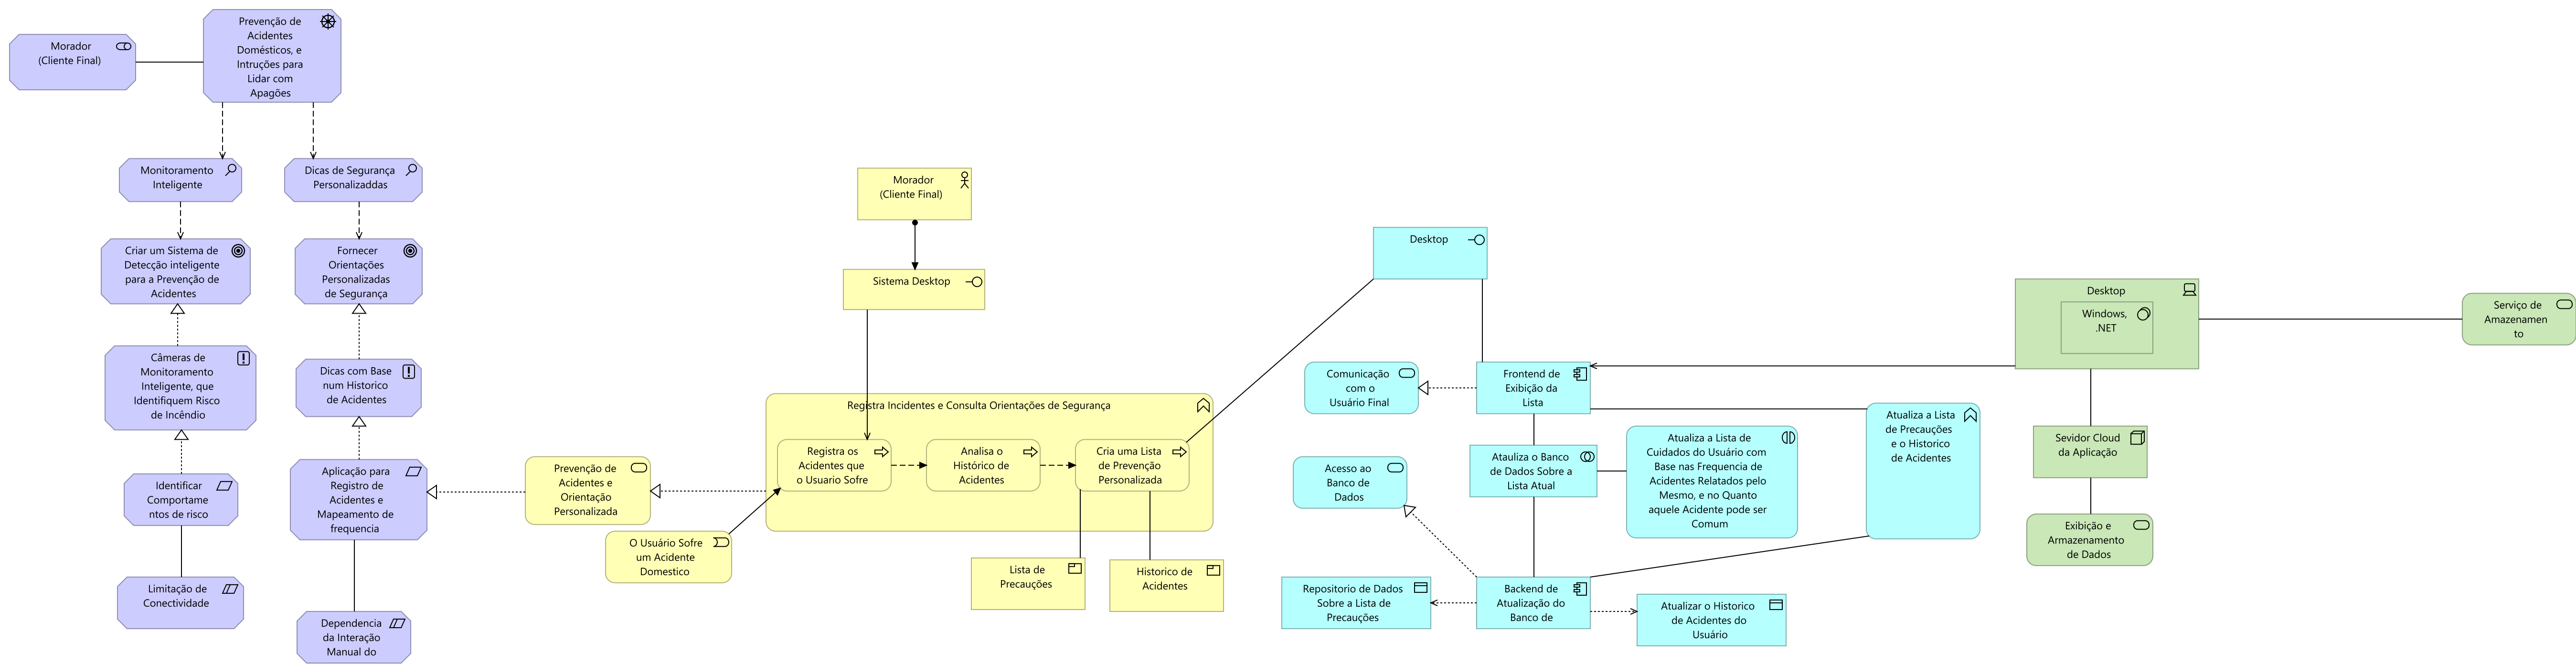 Morador
(Cliente Final)
Prevenção de
Acidentes
Domésticos, e
Intruções para
Lidar com
Apagões
Monitoramento
Inteligente
Dicas de Segurança
Personalizaddas
Criar um Sistema de
Detecção inteligente
para a Prevenção de
Acidentes
Fornecer
Orientações
Personalizadas
de Segurança
Câmeras de
Monitoramento
Inteligente, que
Identifiquem Risco
de Incêndio
Dicas com Base
num Historico
de Acidentes
Identificar
Comportame
ntos de risco
Aplicação para
Registro de
Acidentes e
Mapeamento de
frequencia
Limitação de
Conectividade
Dependencia
da Interação
Manual do
Morador
(Cliente Final)
Sistema Desktop
Registra Incidentes e Consulta Orientações de Segurança
Registra os
Acidentes que
o Usuario Sofre
Analisa o
Histórico de
Acidentes
Cria uma Lista
de Prevenção
Personalizada
Prevenção de
Acidentes e
Orientação
Personalizada
O Usuário Sofre
um Acidente
Domestico
Lista de
Precauções
Historico de
Acidentes
Desktop
Comunicação
com o
Usuário Final
Frontend de
Exibição da
Lista
Acesso ao
Banco de
Dados
Atauliza o Banco
de Dados Sobre a
Lista Atual
Atualiza a Lista de
Cuidados do Usuário com
Base nas Frequencia de
Acidentes Relatados pelo
Mesmo, e no Quanto
aquele Acidente pode ser
Comum
Atualiza a Lista
de Precauções
e o Historico
de Acidentes
Repositorio de Dados
Sobre a Lista de
Precauções
Backend de
Atualização do
Banco de
Atualizar o Historico
de Acidentes do
Usuário
Desktop
Windows,
.NET
Serviço de
Amazenamen
to
Sevidor Cloud
da Aplicação
Exibição e
Armazenamento
de Dados